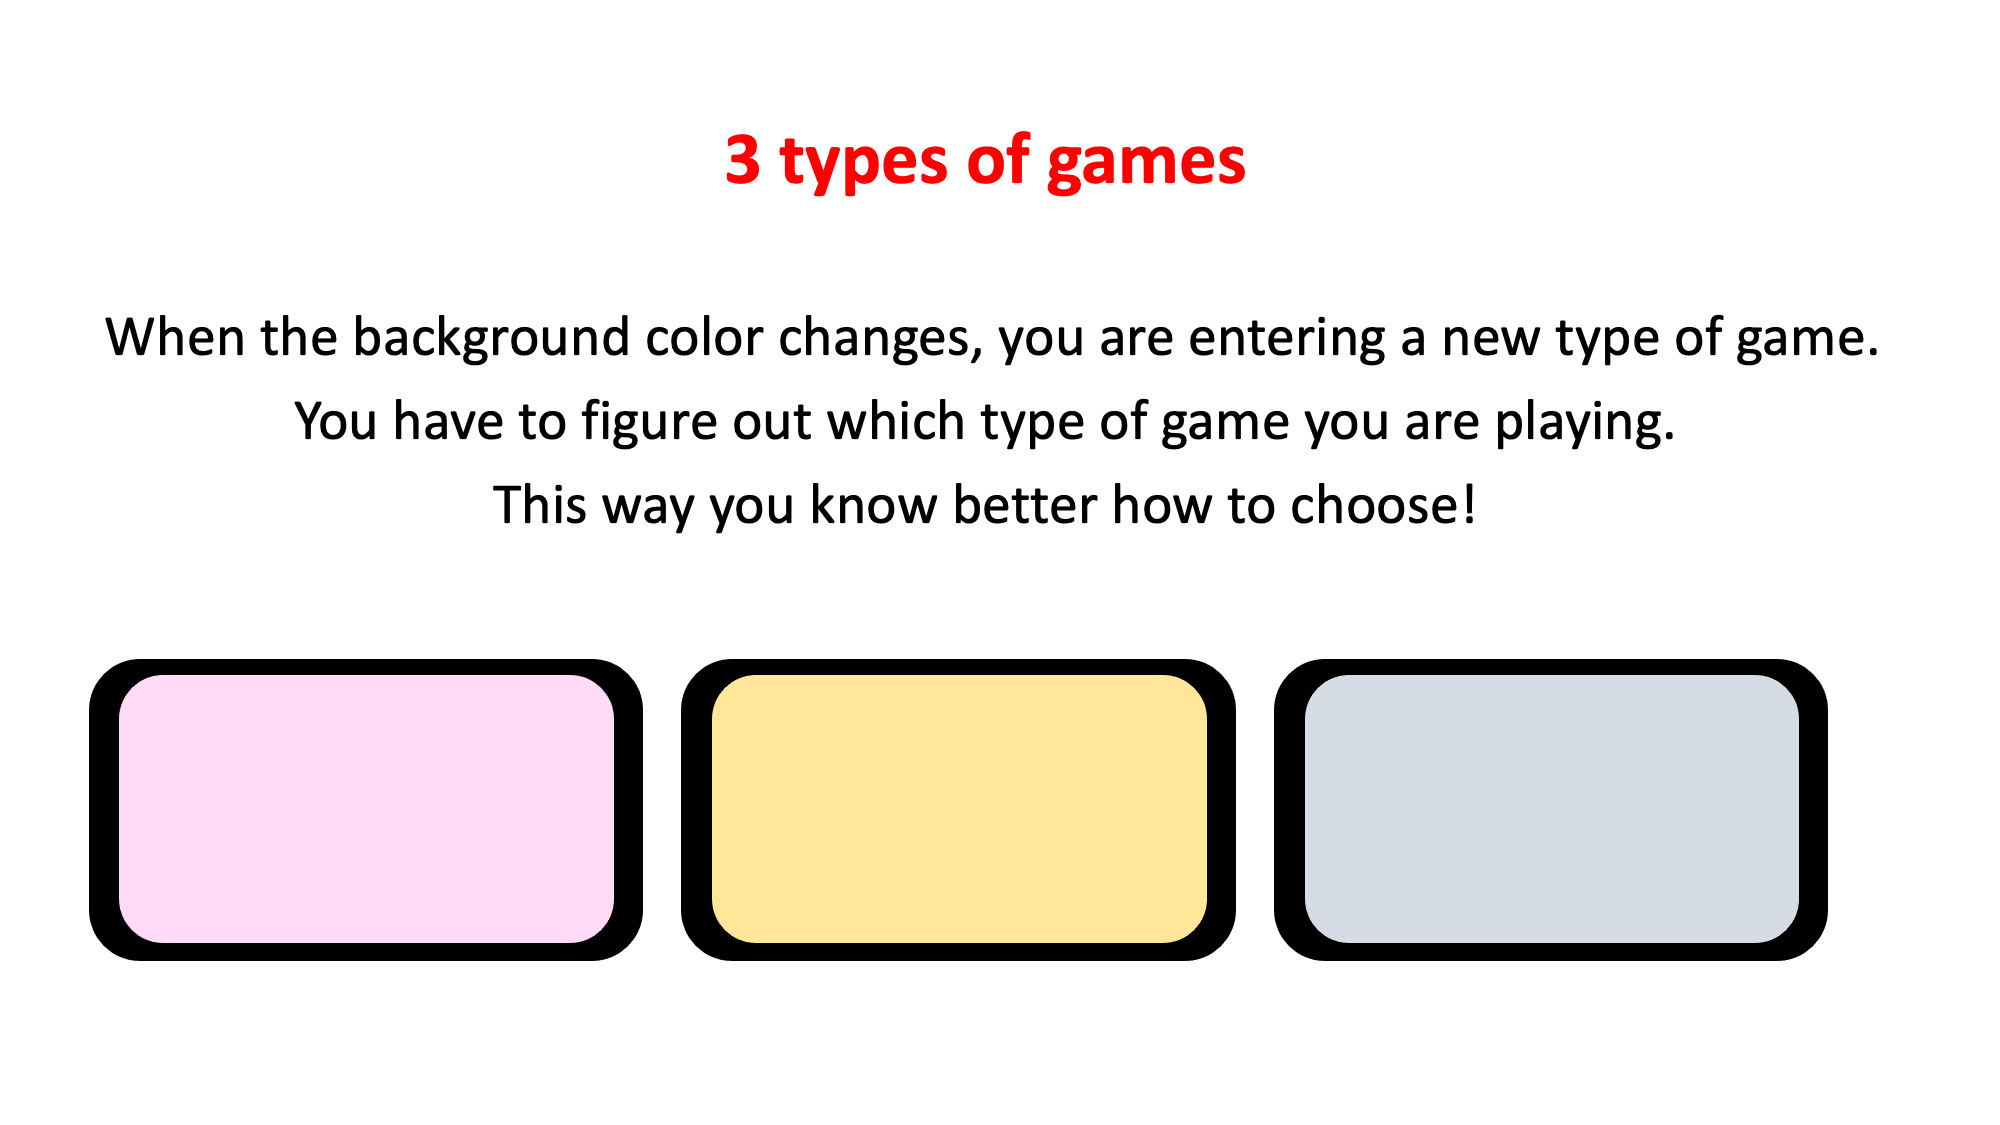 3 types of games
When the background color changes, you are entering a new type of game.
You have to figure out which type of game you are playing.
This way you know better how to choose!